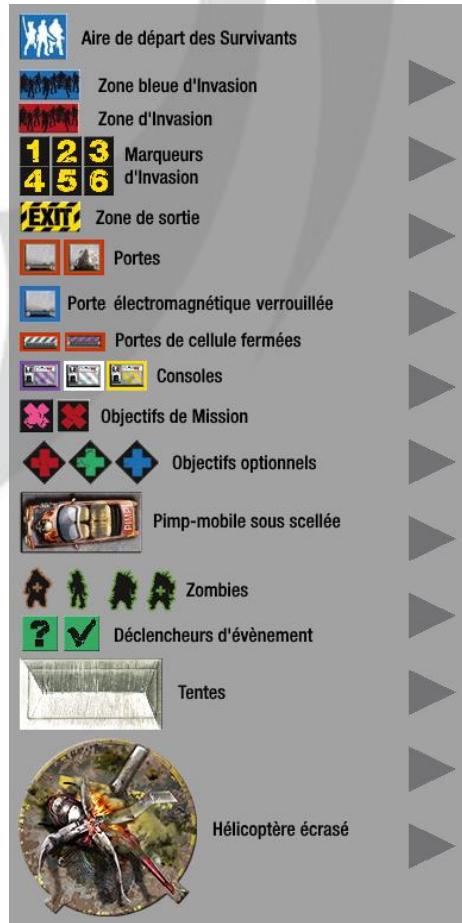 Aire de départ des Survivants
Zone bleue d'Invasion
Zone d'Invasion
1 2 3
4 5 6
Marqueurs
d'Invasion
EXIT
Zone de sortie
Portes
Porte électromagnétique verrouillée
Portes de cellule fermées
Consoles
Objectifs de Mission
Objectifs optionnels
PIMP
Pimp-mobile sous scellée
Zombies
?
Déclencheurs d'évènement
Tentes
Hélicoptère écrasé